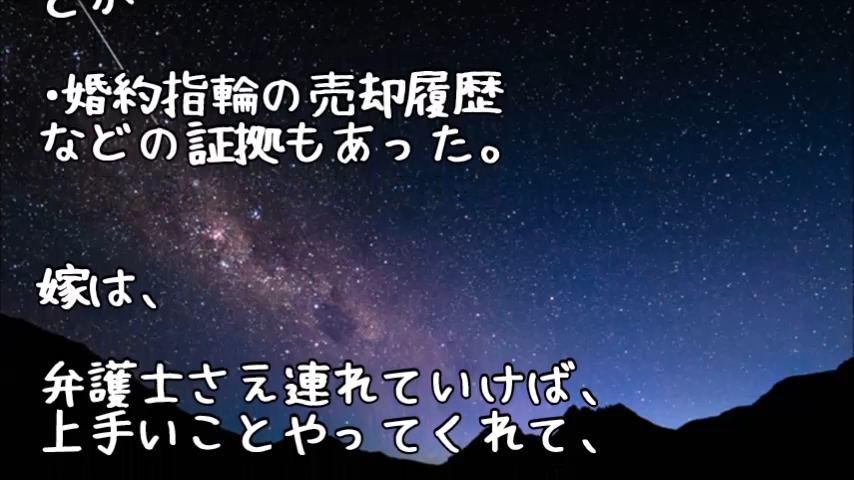 とか
・婚約指輪の売却履歴
などの証拠もあった。
嫁は、
弁護士さえ連れていけば、
上手いことやってくれて、